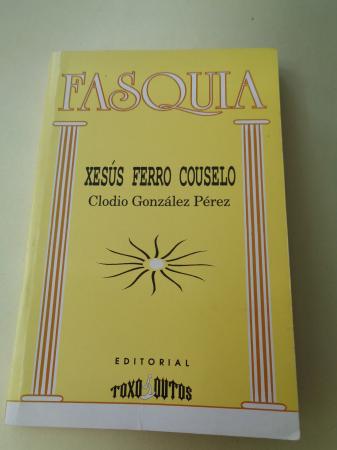 FASQUIA
XESÚS FERRO COUSELO
Clodio González Pérez
EDITORIAL
TOXOSOUTOS